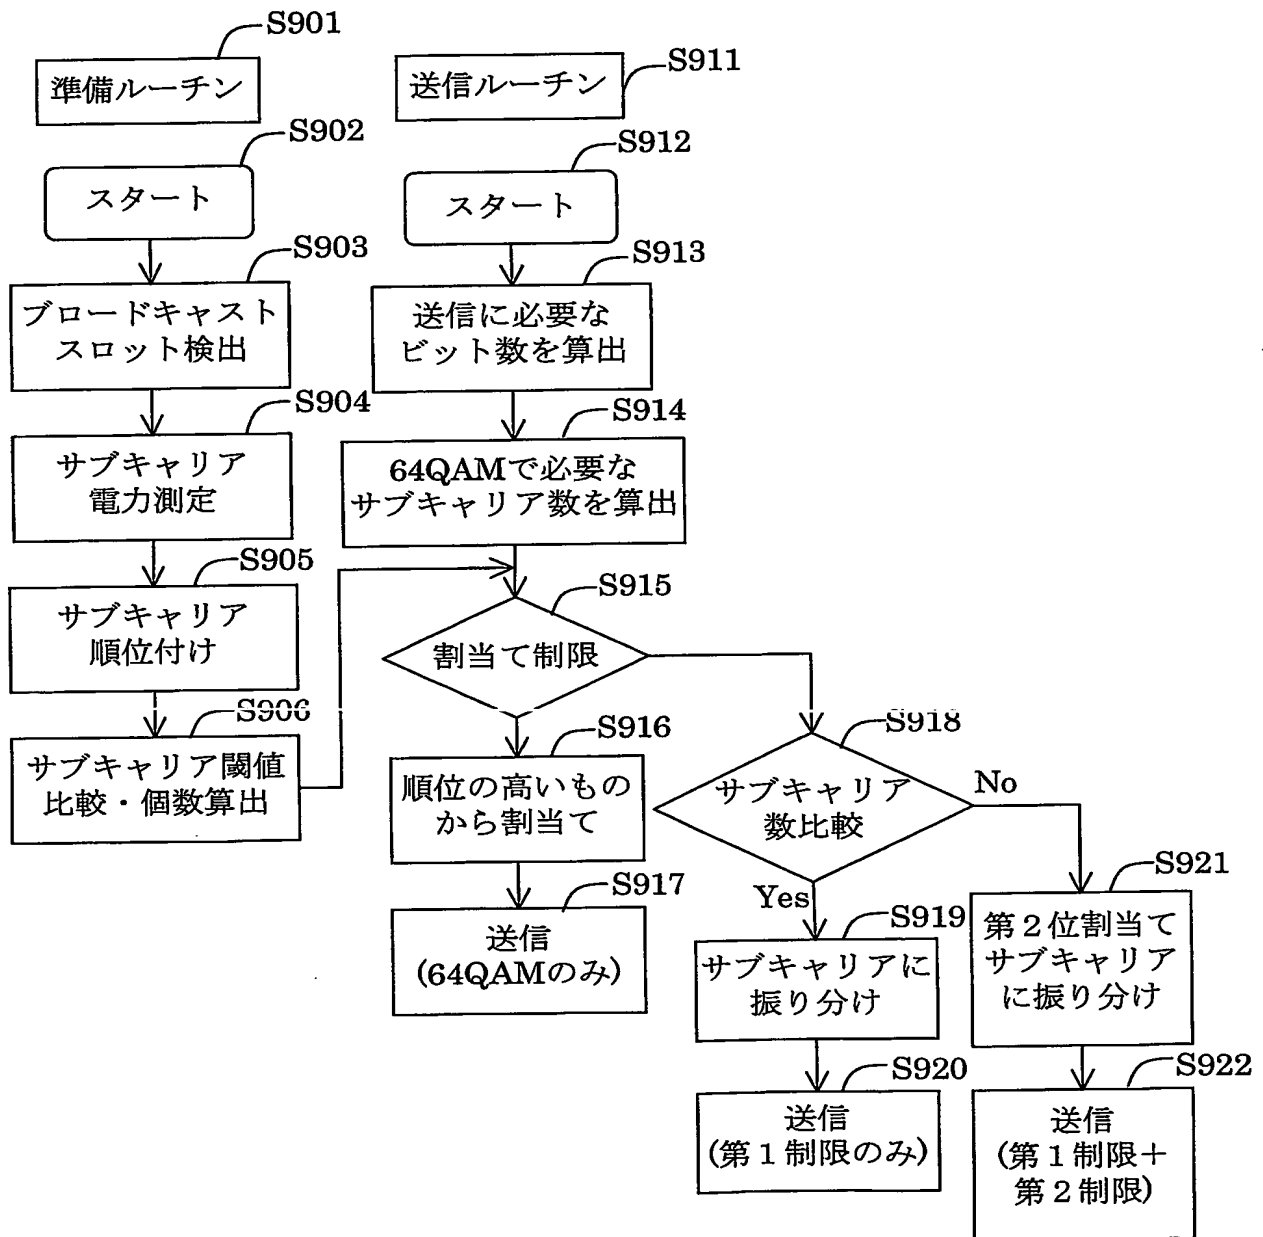 S901
準備ルーチン
S902
スタート
S903
ブロードキャスト
スロット検出
S904
サブキャリア
電力測定
S905
サブキャリア
順位付け
S906
サブキャリア閾値
比較・個数算出
S911
送信ルーチン
S912
スタート
S913
送信に必要な
ビット数を算出
S914
64QAMで必要な
サブキャリア数を算出
S915
割当て制限
S916
順位の高いもの
から割当て
S917
送信
(64QAMのみ)
S918
サブキャリア
数比較
No
Yes
S919
サブキャリアに
振り分け
S920
送信
(第1制限のみ)
S921
第2位割当て
サブキャリア
に振り分け
S922
送信
(第1制限＋
第2制限)